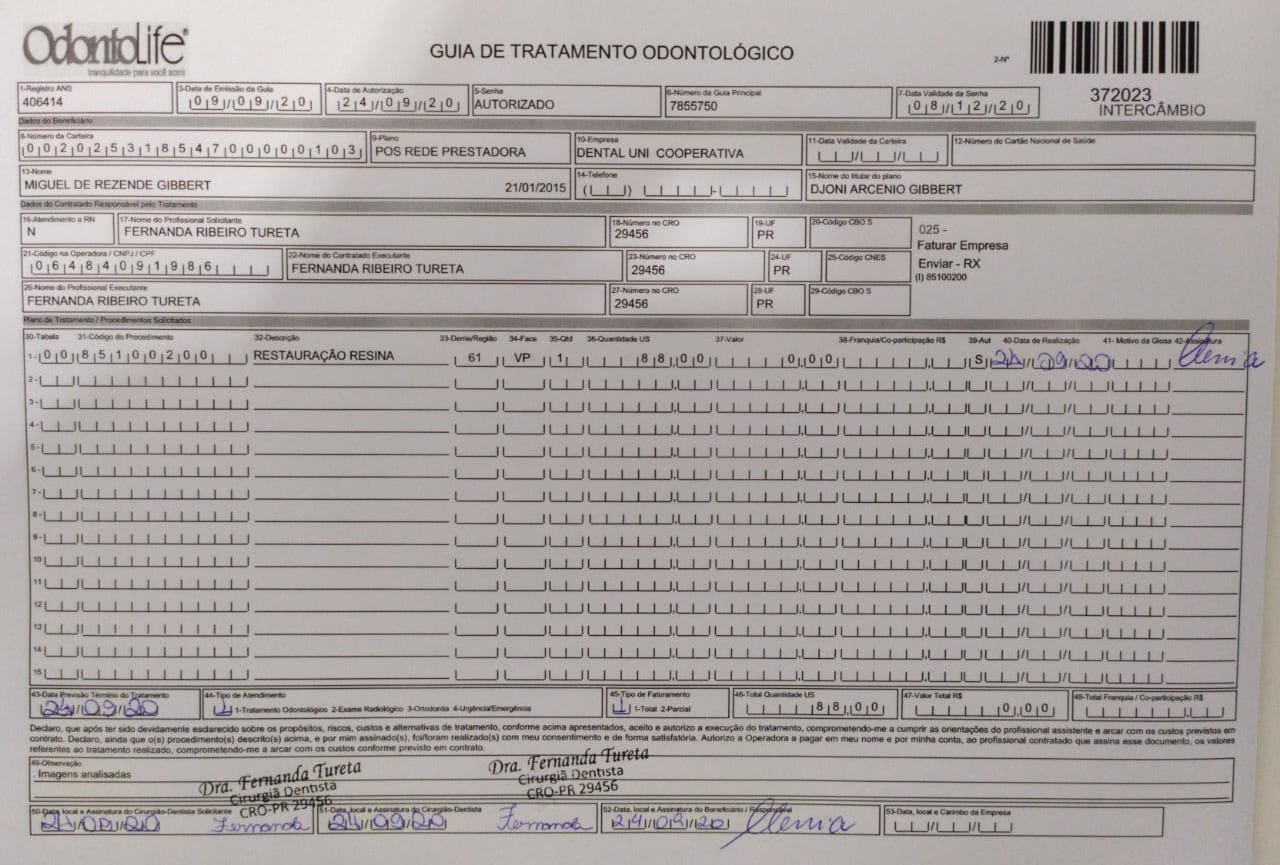 OdontoLife
tranquilidade para você sorrir
GUIA DE TRATAMENTO ODONTOLÓGICO
2-Nº
372023
INTERCÂMBIO
1-Registro ANS
406414
3-Data de Emissão da Guia
09/09/20
4-Data de Autorização
24/09/20
5-Senha
AUTORIZADO
6-Número da Guia Principal
7855750
7-Data Validade da Senha
08/12/20
Dados do Beneficiário
8-Número da Carteira
00202531854700000103
9-Plano
POS REDE PRESTADORA
10-Empresa
DENTAL UNI COOPERATIVA
11-Data Validade da Carteira
12-Número do Cartão Nacional de Saúde
13-Nome
MIGUEL DE REZENDE GIBBERT 21/01/2015
14-Telefone
15-Nome do titular do plano
DJONI ARCENIO GIBBERT
Dados do Contratado Responsável pelo Tratamento
16-Atendimento a RN
N
17-Nome do Profissional Solicitante
FERNANDA RIBEIRO TURETA
18-Número no CRO
29456
19-UF
PR
20-Código CBO S
025 -
Faturar Empresa
Enviar - RX
(I) 85100200
21-Código na Operadora / CNPJ / CPF
06484091986
22-Nome do Contratado Executante
FERNANDA RIBEIRO TURETA
23-Número no CRO
29456
24-UF
PR
25-Código CNES
26-Nome do Profissional Executante
FERNANDA RIBEIRO TURETA
27-Número no CRO
29456
28-UF
PR
29-Código CBO S
Plano de Tratamento / Procedimentos Solicitados
30-Tabela 31-Código do Procedimento 32-Descrição 33-Dente/Região 34-Face 35-Qtd 36-Quantidade US 37-Valor 38-Franquia/Co-participação R$ 39-Aut 40-Data de Realização 41- Motivo da Glosa 42-Assinatura
1- 00 85100200 RESTAURAÇÃO RESINA 61 VP 1 88,00 0,00 S 24/09/20
2-
3-
4-
5-
6-
7-
8-
9-
10
11
12
13
14
15
43-Data Previsão Término do Tratamento
24/09/20
44-Tipo de Atendimento
1 1-Tratamento Odontológico 2-Exame Radiológico 3-Ortodontia 4-Urgência/Emergência
45-Tipo de Faturamento
1 1-Total 2-Parcial
46-Total Quantidade US
88,00
47-Valor Total R$
0,00
48-Total Franquia / Co-participação R$
Declaro, que após ter sido devidamente esclarecido sobre os propósitos, riscos, custos e alternativas de tratamento, conforme acima apresentados, aceito e autorizo a execução do tratamento, comprometendo-me a cumprir as orientações do profissional assistente e arcar com os custos previstos em
contrato. Declaro, ainda que o(s) procedimento(s) descrito(s) acima, e por mim assinado(s), foi/foram realizado(s) com meu consentimento e de forma satisfatória. Autorizo a Operadora a pagar em meu nome e por minha conta, ao profissional contratado que assina esse documento, os valores
referentes ao tratamento realizado, comprometendo-me a arcar com os custos conforme previsto em contrato.
49-Observação
. Imagens analisadas
Dra. Fernanda Tureta
Cirurgiã Dentista
CRO-PR 29456
Dra. Fernanda Tureta
Cirurgiã Dentista
CRO-PR 29456
50-Data, local e Assinatura do Cirurgião-Dentista Solicitante
24/09/20 Fernanda
51-Data, local e Assinatura do Cirurgião-Dentista
24/09/20 Fernanda
52-Data, local e Assinatura do Beneficiário / Responsável
24/09/20
53-Data, local e Carimbo da Empresa